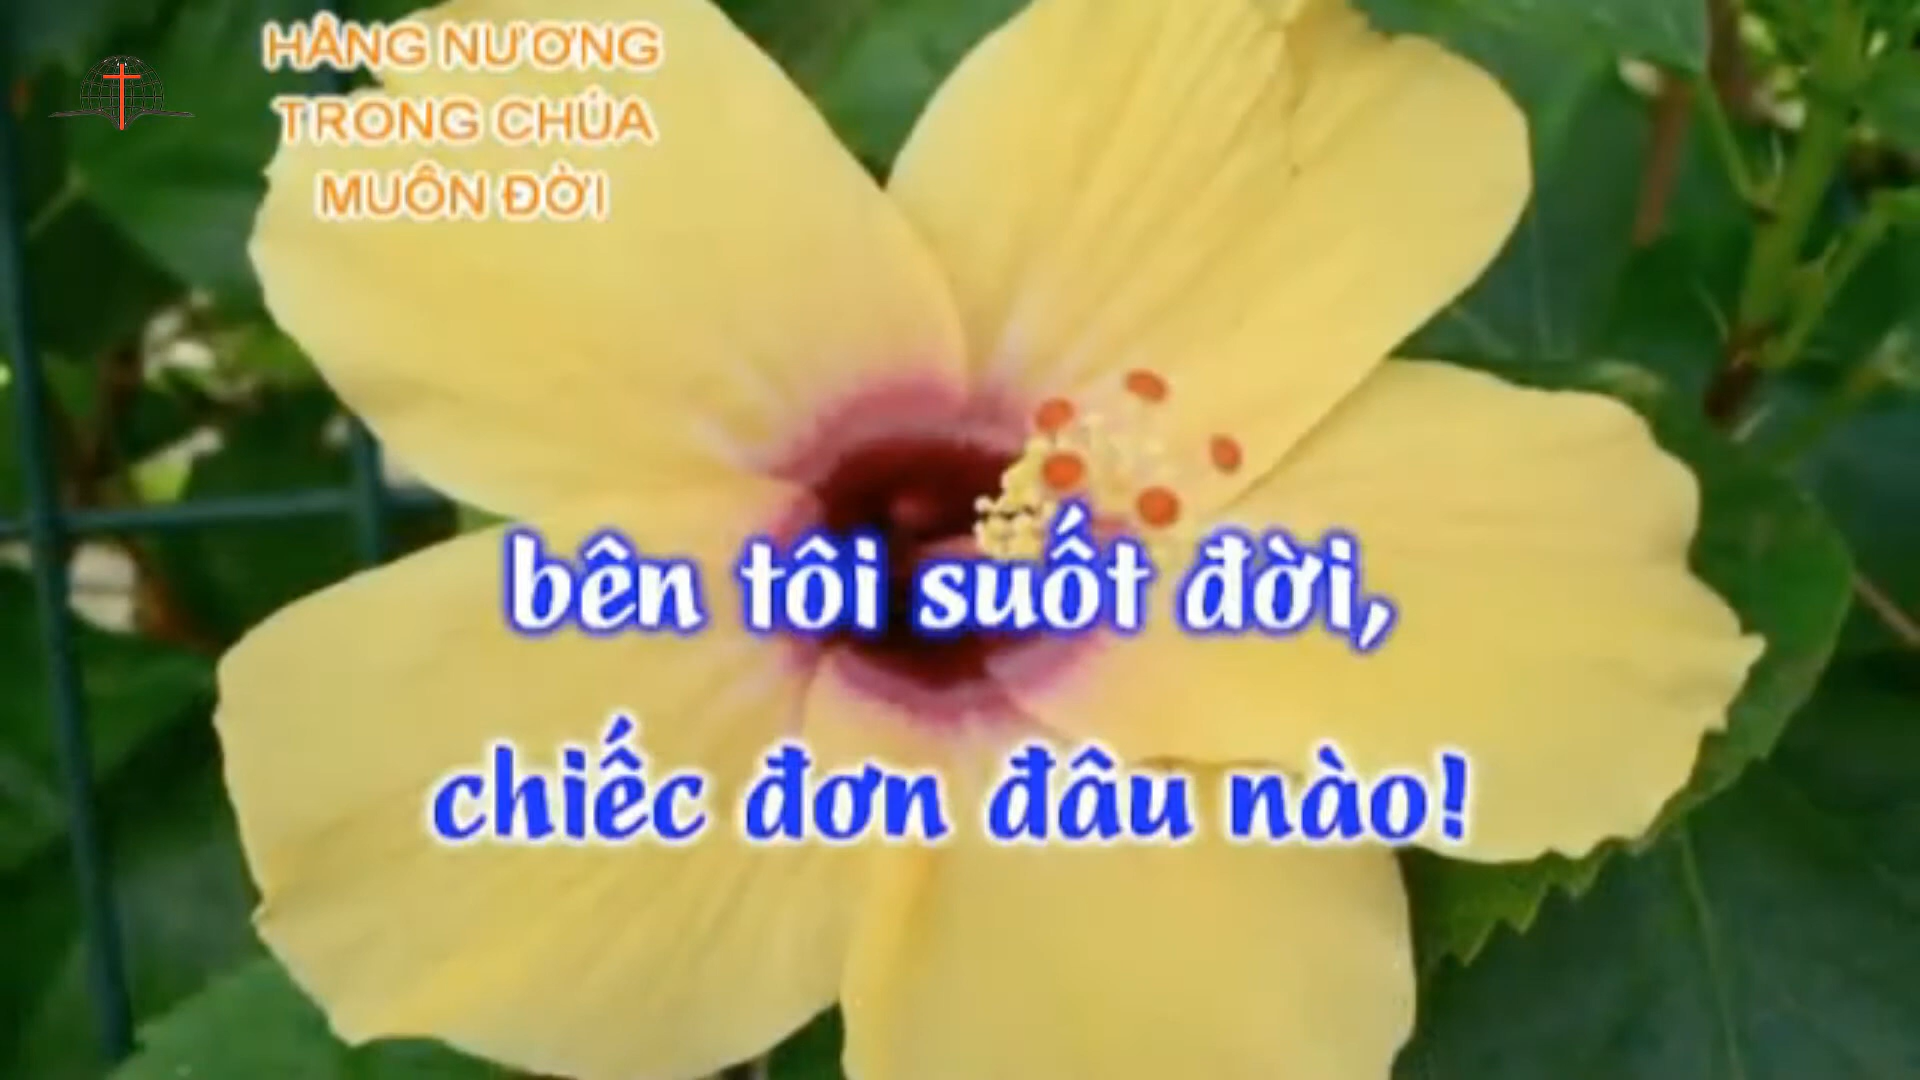 HẰNG NƯƠNG
TRONG CHÚA
MUÔN ĐỜI
bên tôi suốt đời,
chiếc đơn đâu nào!